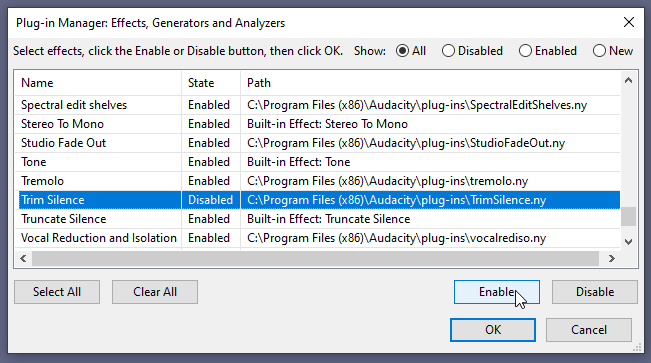 Plug-in Manager: Effects, Generators and Analyzers
Select effects, click the Enable or Disable button, then click OK. Show: All Disabled Enabled New
Name State Path
Spectral edit shelves Enabled C:\Program Files (x86)\Audacity\plug-ins\SpectralEditShelves.ny
Stereo To Mono Enabled Built-in Effect: Stereo To Mono
Studio Fade Out Enabled C:\Program Files (x86)\Audacity\plug-ins\StudioFadeOut.ny
Tone Enabled Built-in Effect: Tone
Tremolo Enabled C:\Program Files (x86)\Audacity\plug-ins\tremolo.ny
Trim Silence Disabled C:\Program Files (x86)\Audacity\plug-ins\TrimSilence.ny
Truncate Silence Enabled Built-in Effect: Truncate Silence
Vocal Reduction and Isolation Enabled C:\Program Files (x86)\Audacity\plug-ins\vocalrediso.ny
Select All Clear All Enable Disable
OK Cancel